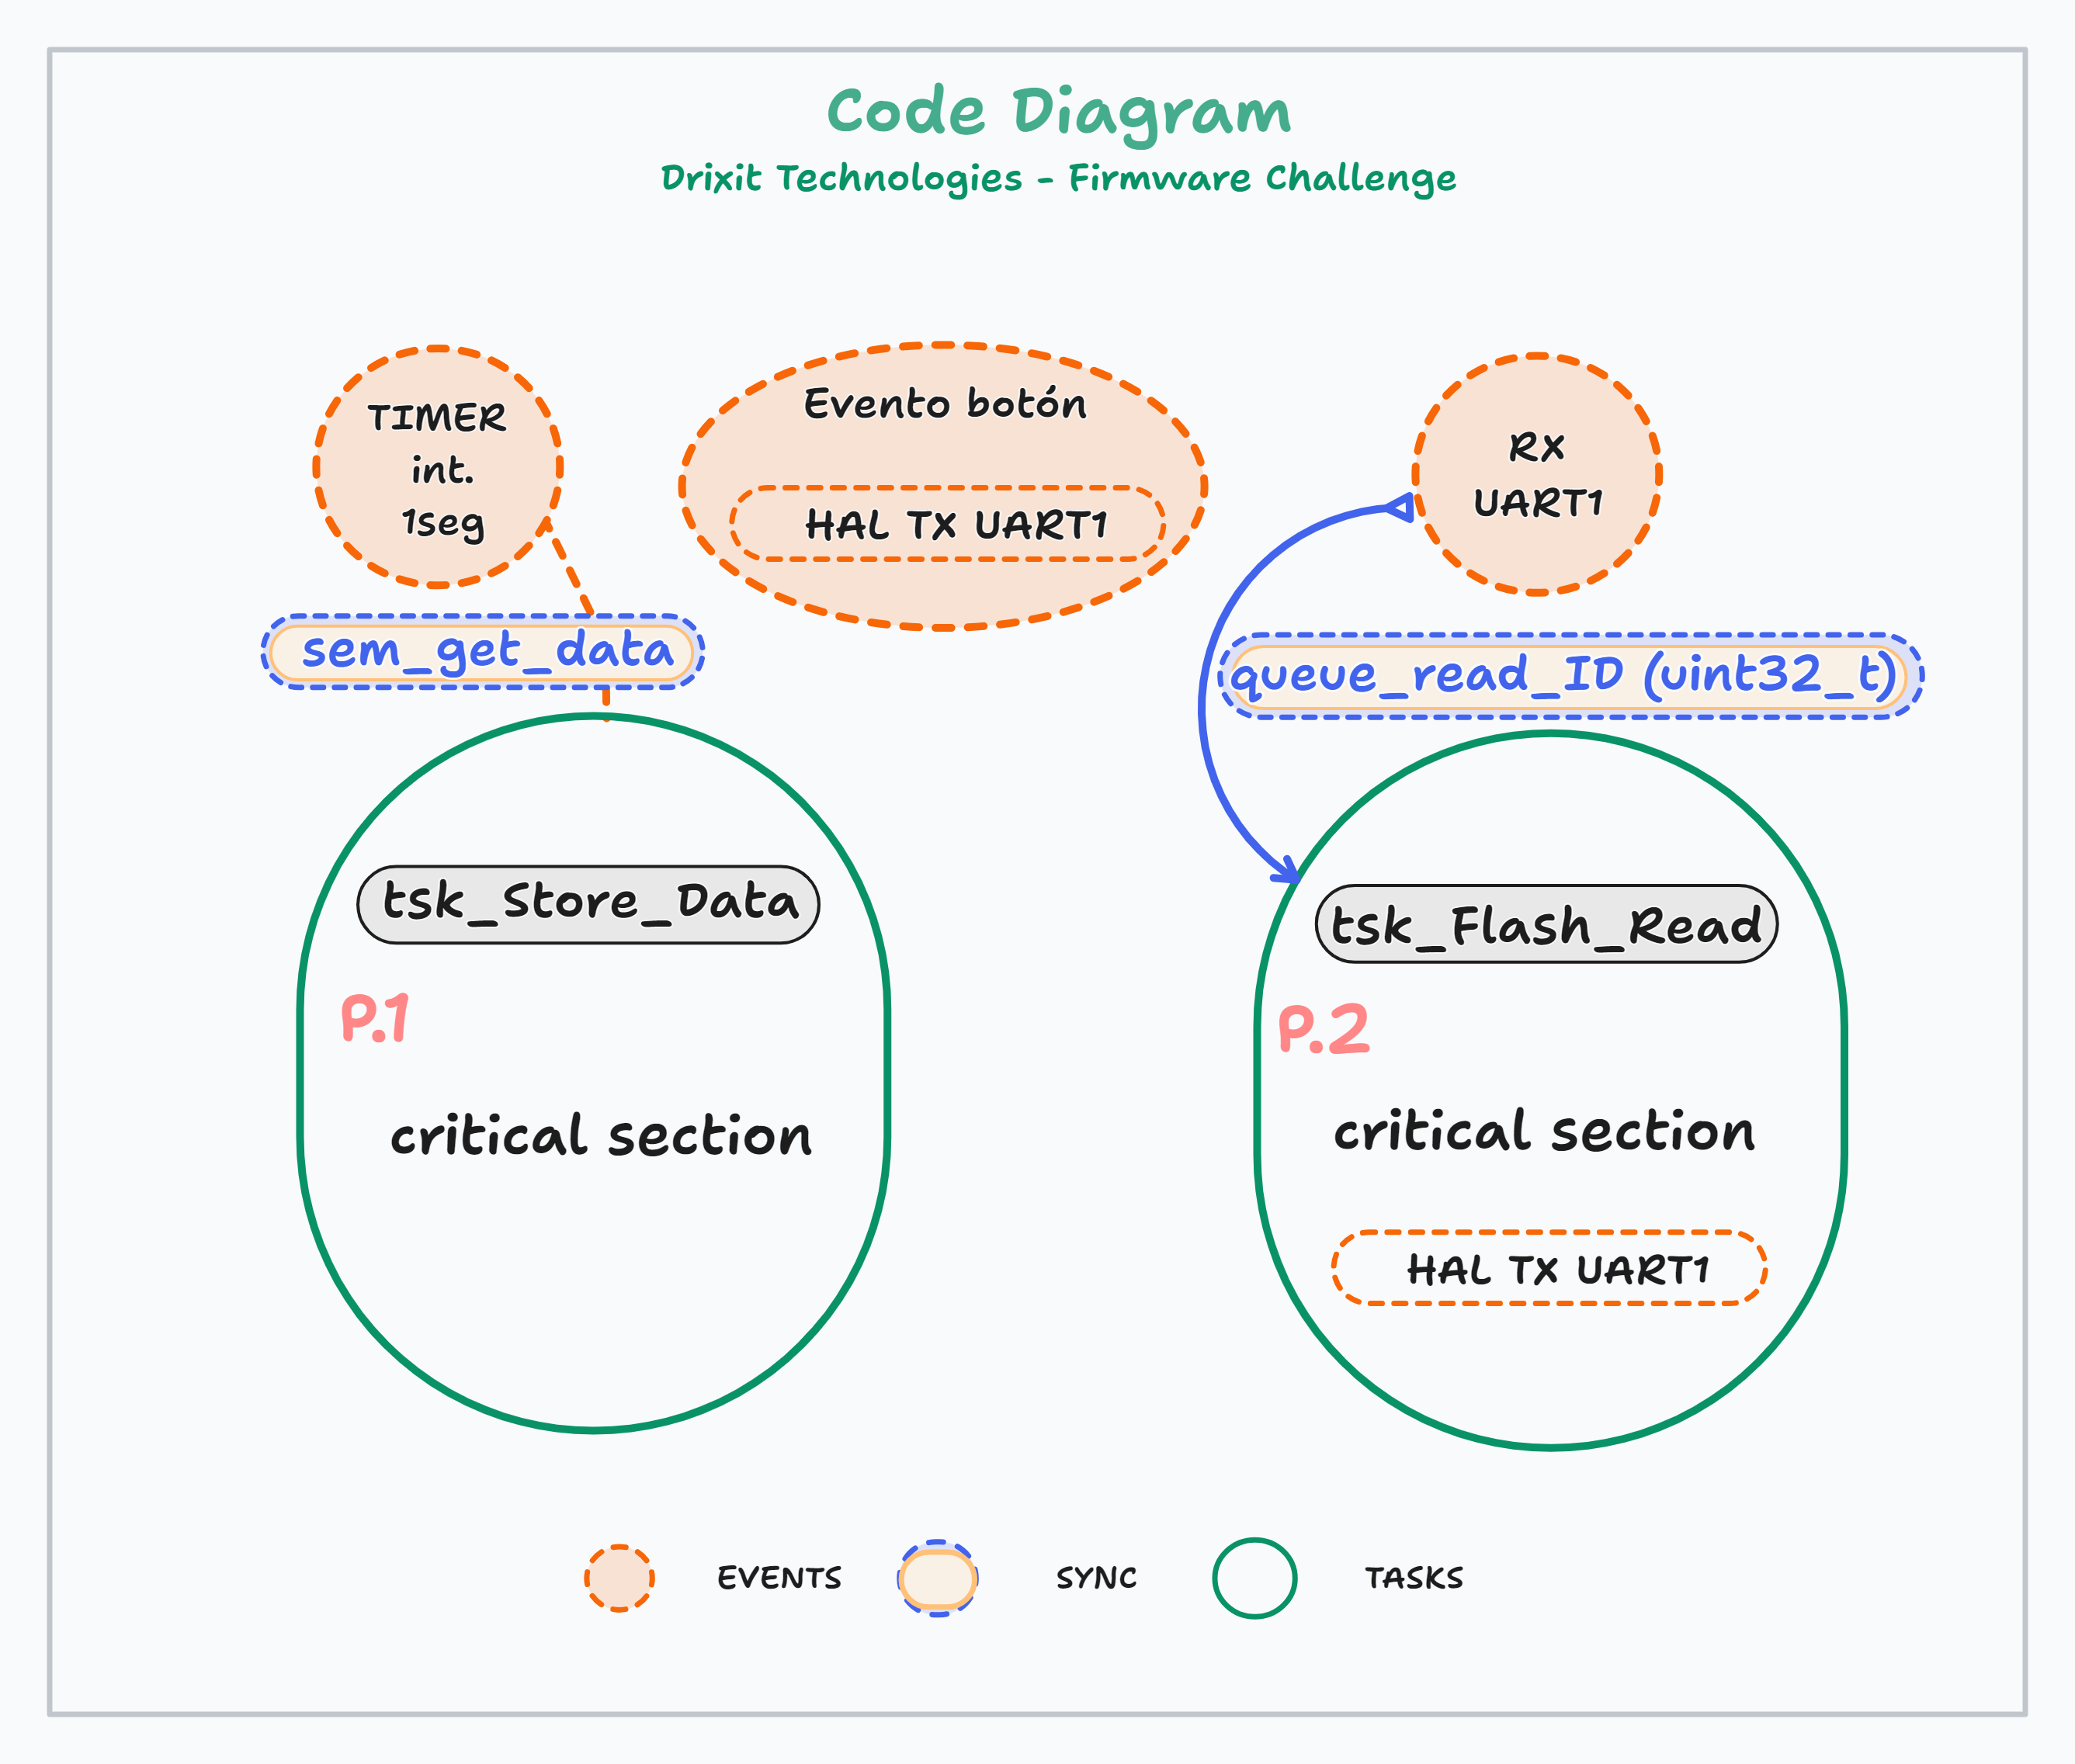 Code Diagram
Drixit Technologies - Firmware Challenge
TIMER
int.
1seg
Evento botón
HAL TX UART1
RX
UART1
sem_get_data
queue_read_ID (uint32_t)
tsk_Store_Data
P.1
critical section
tsk_Flash_Read
P.2
critical section
HAL TX UART1
EVENTS
SYNC
TASKS